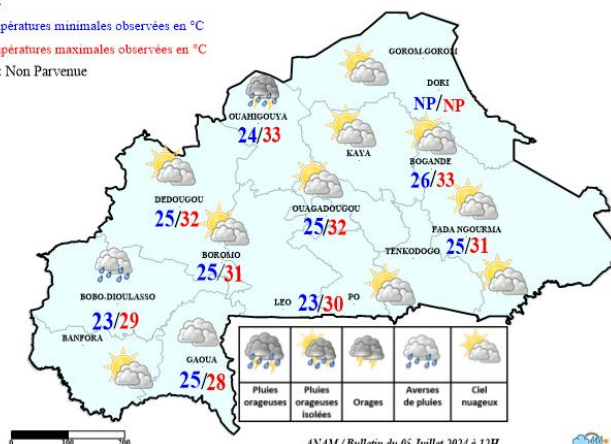 températures minimales observées en °C
températures maximales observées en °C
: Non Parvenue
GOROM-GOROM
DORI
NP/NP
OUAHIGOUYA
24/33
KAYA
BOGANDE
26/33
DEDOUGOU
25/32
OUAGADOUGOU
25/32
FADA NGOURMA
25/31
BOROMO
25/31
TENKODOGO
BOBO-DIOULASSO
23/29
LEO 23/30 PO
BANFORA
GAOUA
25/28
Pluies orageuses
Pluies orageuses isolées
Orages
Averses de pluies
Ciel nuageux
ANAM / Bulletin du 05 Juillet 2024 à 12H